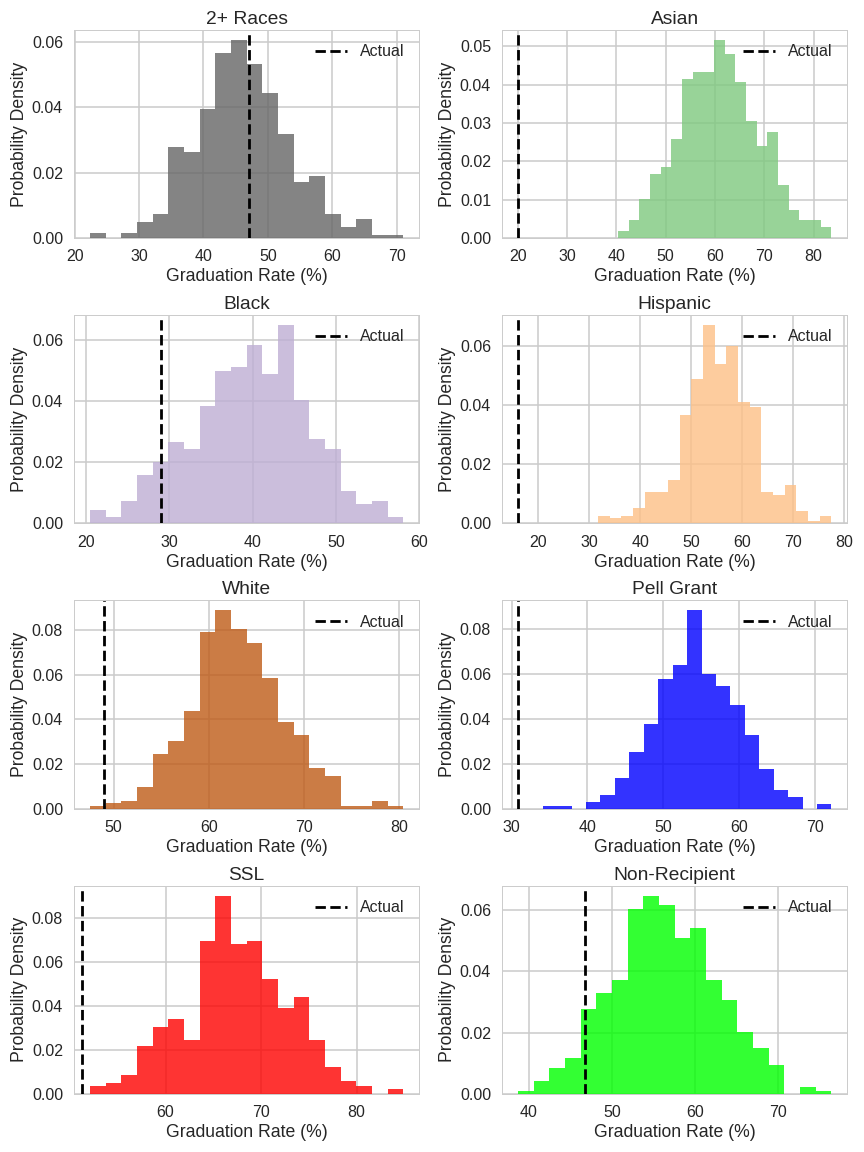 2+ Races
Probability Density
0.06
0.04
0.02
0.00
Actual
20 30 40 50 60 70
Graduation Rate (%)
Asian
Probability Density
0.05
0.04
0.03
0.02
0.01
0.00
Actual
20 30 40 50 60 70 80
Graduation Rate (%)
Black
Probability Density
0.06
0.04
0.02
0.00
Actual
20 30 40 50 60
Graduation Rate (%)
Hispanic
Probability Density
0.06
0.04
0.02
0.00
Actual
20 30 40 50 60 70 80
Graduation Rate (%)
White
Probability Density
0.08
0.06
0.04
0.02
0.00
Actual
50 60 70 80
Graduation Rate (%)
Pell Grant
Probability Density
0.08
0.06
0.04
0.02
0.00
Actual
30 40 50 60 70
Graduation Rate (%)
SSL
Probability Density
0.08
0.06
0.04
0.02
0.00
Actual
60 70 80
Graduation Rate (%)
Non-Recipient
Probability Density
0.06
0.04
0.02
0.00
Actual
40 50 60 70
Graduation Rate (%)